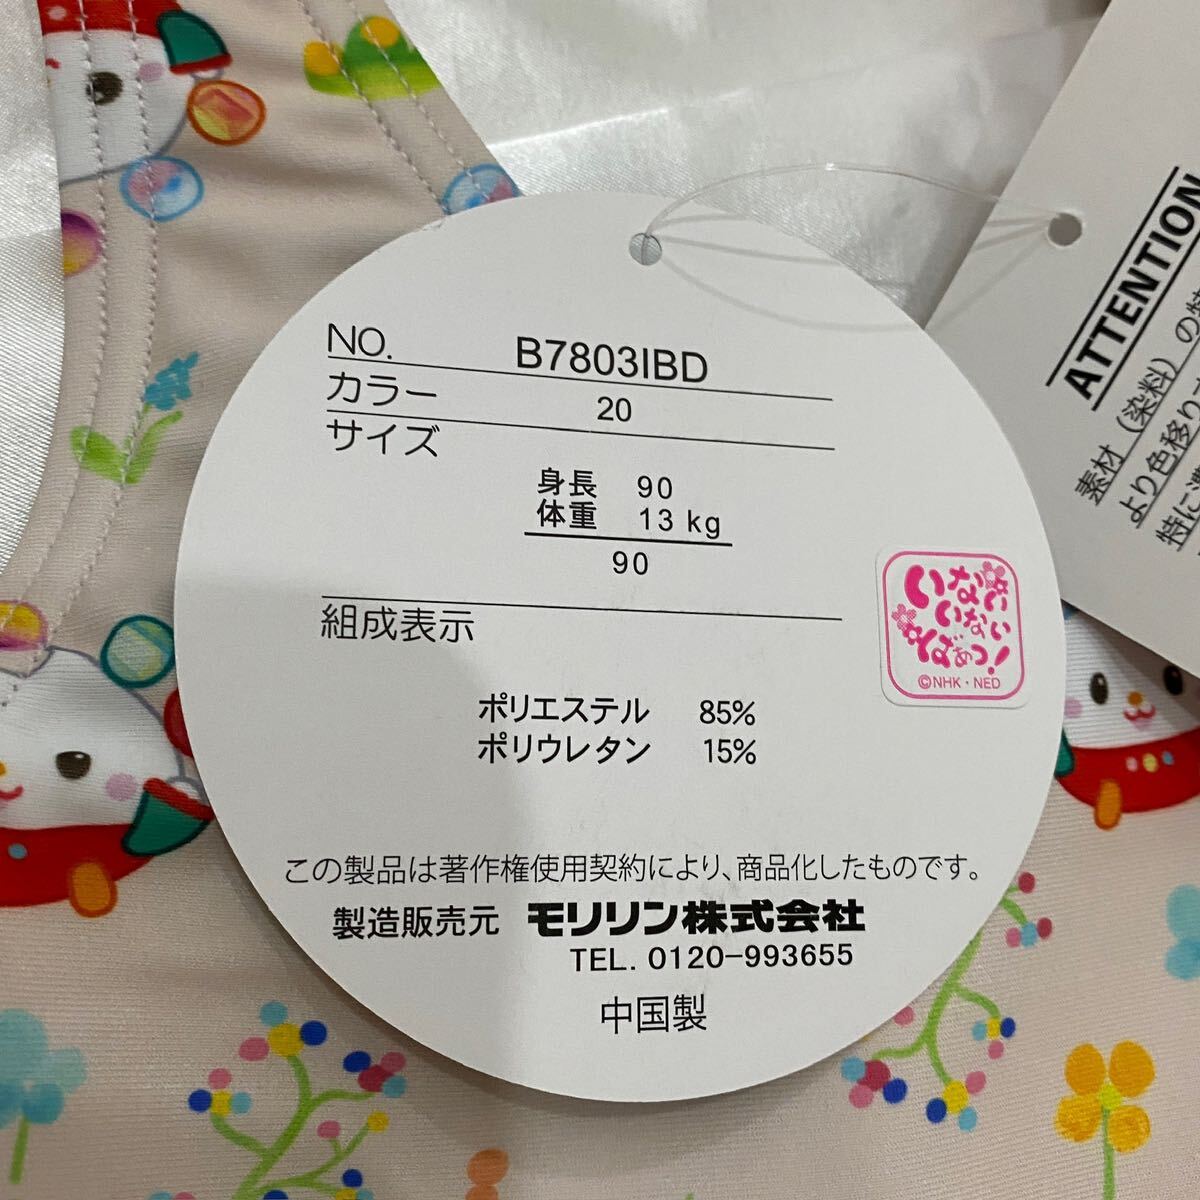 NO. B7803IBD
カラー 20
サイズ
身長 90
体重 13 kg
90
組成表示
ポリエステル 85%
ポリウレタン 15%
この製品は著作権使用契約により、商品化したものです。
製造販売元 モリリン株式会社
TEL. 0120-993655
中国製
いないいない
ばぁっ!
©NHK・NED
ATTENTION
素材(染料)の特
より色移り
特に濃